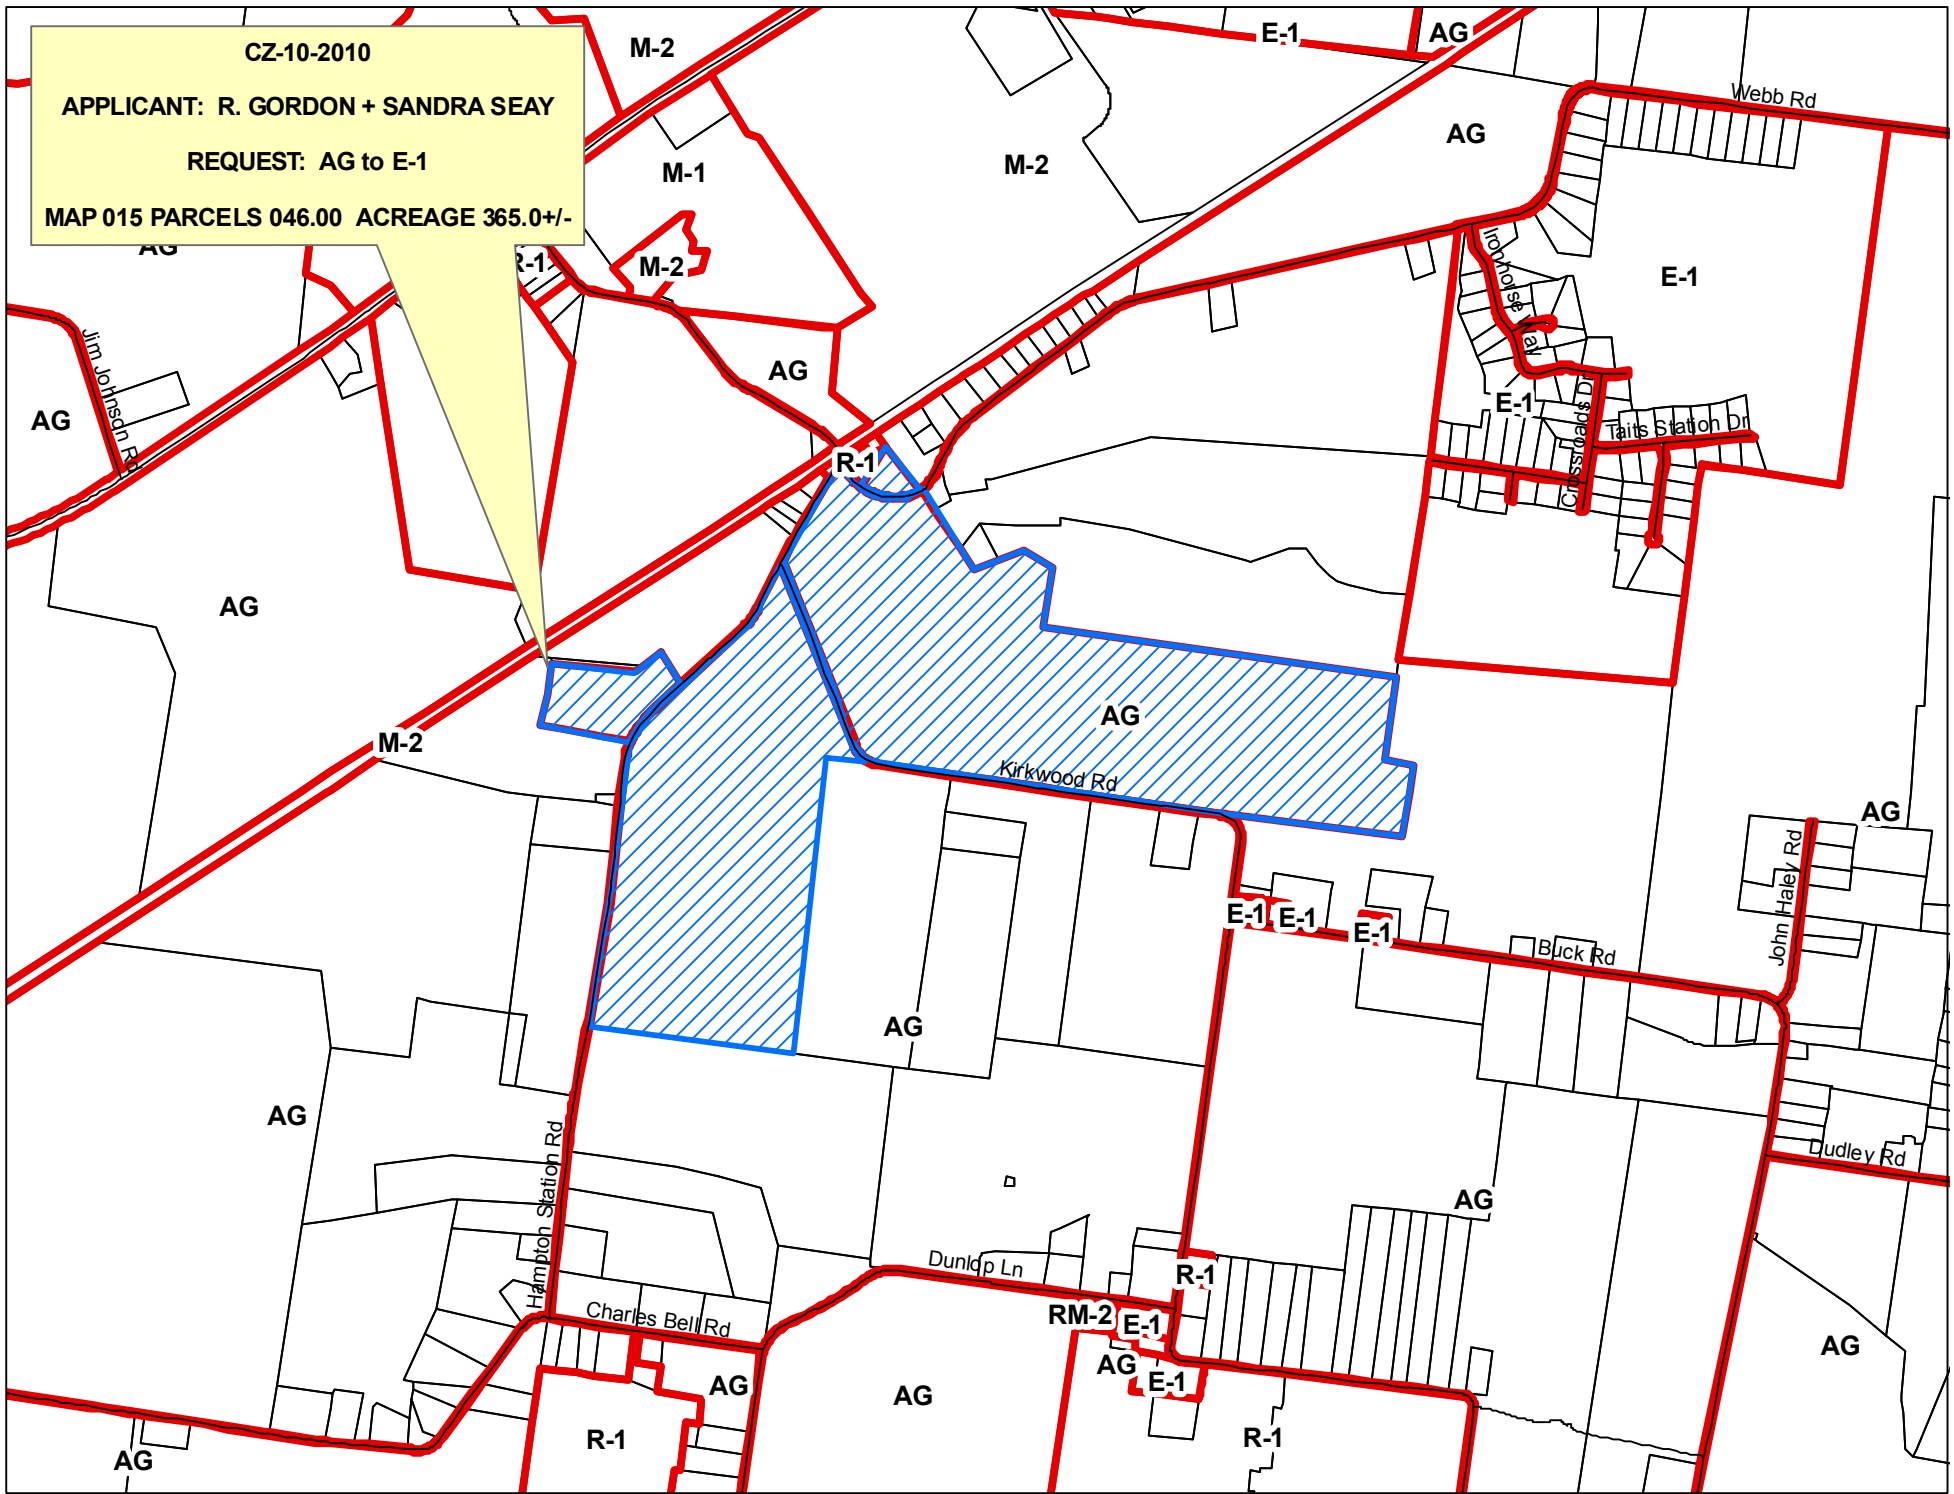 CZ-10-2010
APPLICANT: R. GORDON + SANDRA SEAY
REQUEST: AG to E-1
MAP 015 PARCELS 046.00 ACREAGE 365.0+/-
M-2
E-1
AG
Webb Rd
AG
M-2
M-1
AG
R-1
M-2
E-1
Ironhorse Way
Jim Johnson Rd
AG
AG
E-1
Crossroads Dr
Taits Station Dr
R-1
AG
AG
M-2
Kirkwood Rd
AG
John Haley Rd
E-1
E-1
E-1
Buck Rd
AG
AG
Hampton Station Rd
Dudley Rd
AG
Dunlop Ln
R-1
Charles Bell Rd
RM-2
E-1
AG
AG
E-1
AG
AG
R-1
R-1
AG